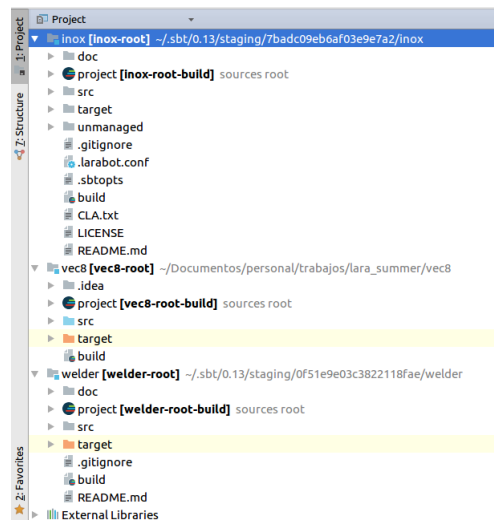 Project
1: Project
inox [inox-root] ~/.sbt/0.13/staging/7badc09eb6af03e9e7a2/inox
doc
project [inox-root-build] sources root
src
target
unmanaged
.gitignore
.larabot.conf
.sbtopts
build
CLA.txt
LICENSE
README.md
7: Structure
vec8 [vec8-root] ~/Documentos/personal/trabajos/lara_summer/vec8
.idea
project [vec8-root-build] sources root
src
target
build
welder [welder-root] ~/.sbt/0.13/staging/0f51e9e03c3822118fae/welder
doc
project [welder-root-build] sources root
src
target
.gitignore
build
README.md
External Libraries
2: Favorites